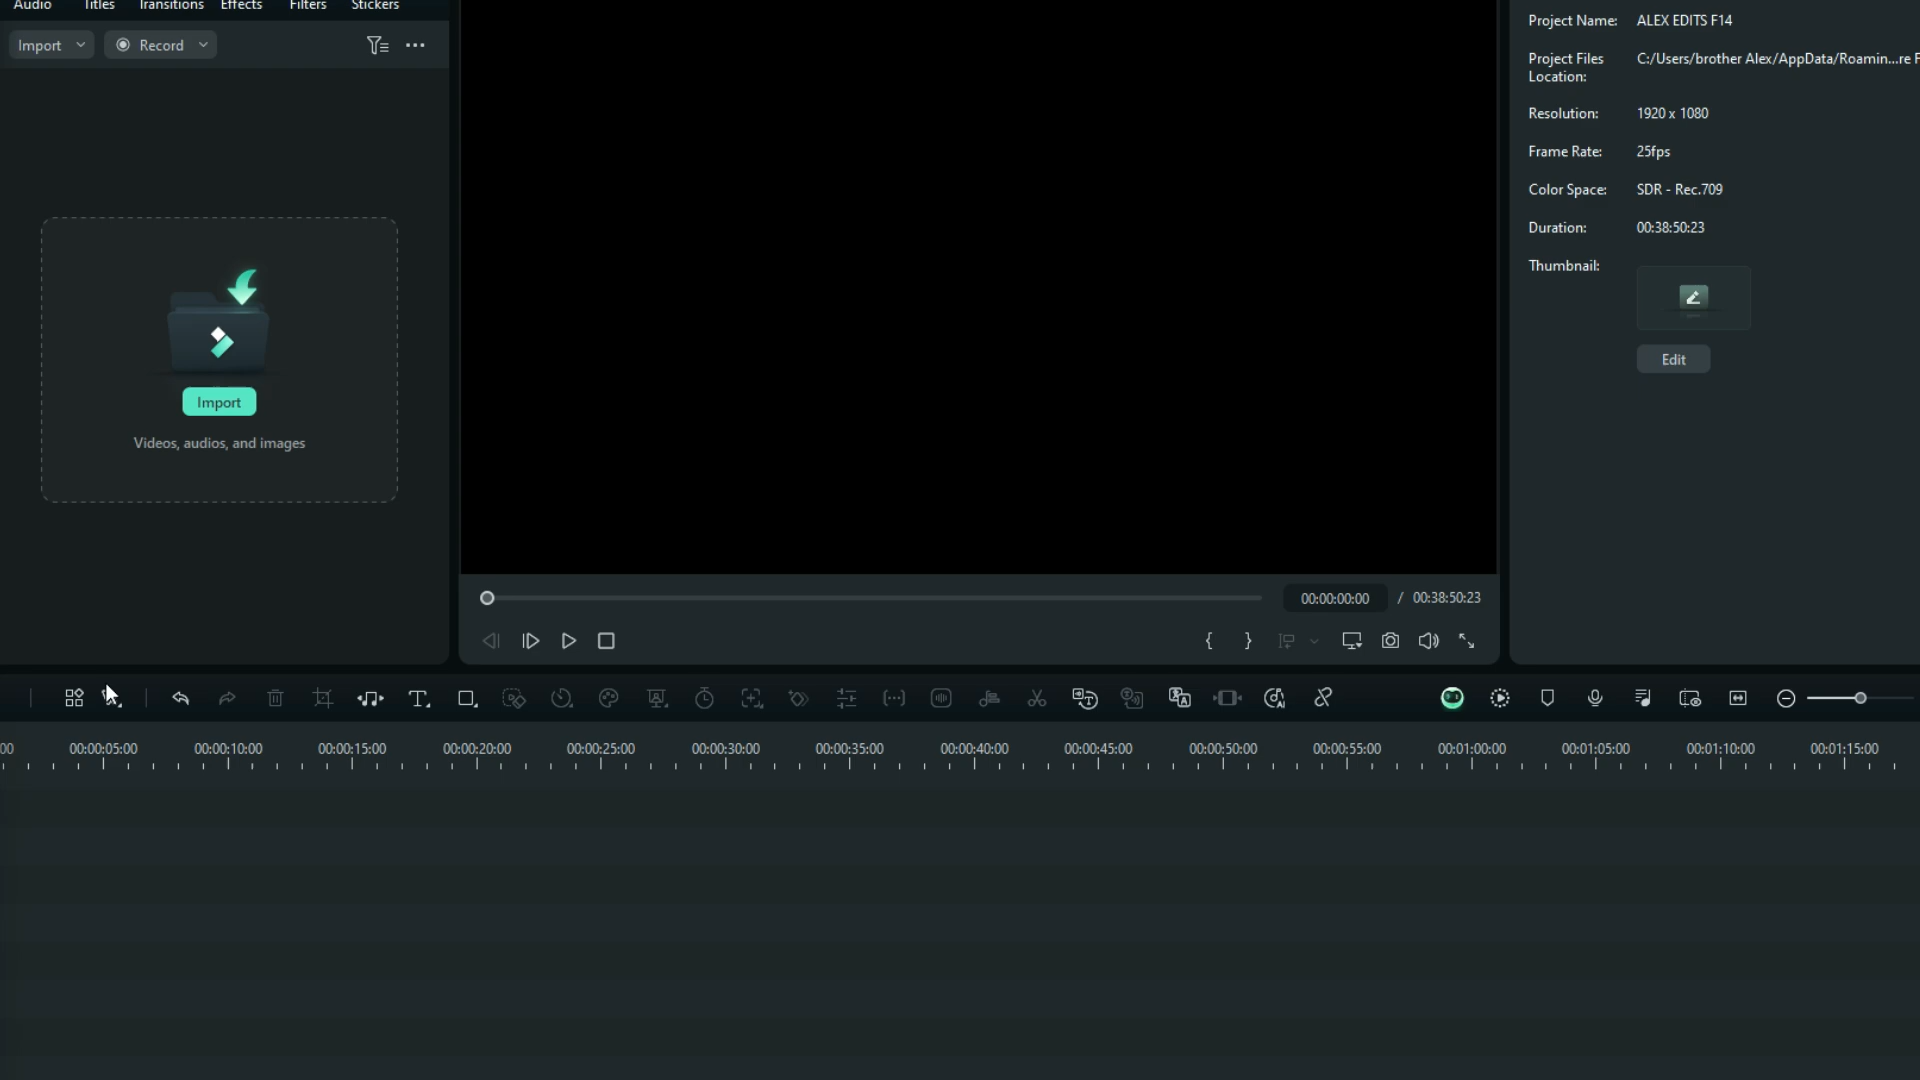 Audio Titles Transitions Effects Filters Stickers
Import Record
Import
Videos, audios, and images
00:00:00:00 / 00:38:50:23
Project Name: ALEX EDITS F14
Project Files Location: C:/Users/brother Alex/AppData/Roamin...re F
Resolution: 1920 x 1080
Frame Rate: 25fps
Color Space: SDR - Rec.709
Duration: 00:38:50:23
Thumbnail:
Edit
00 00:00:05:00 00:00:10:00 00:00:15:00 00:00:20:00 00:00:25:00 00:00:30:00 00:00:35:00 00:00:40:00 00:00:45:00 00:00:50:00 00:00:55:00 00:01:00:00 00:01:05:00 00:01:10:00 00:01:15:00